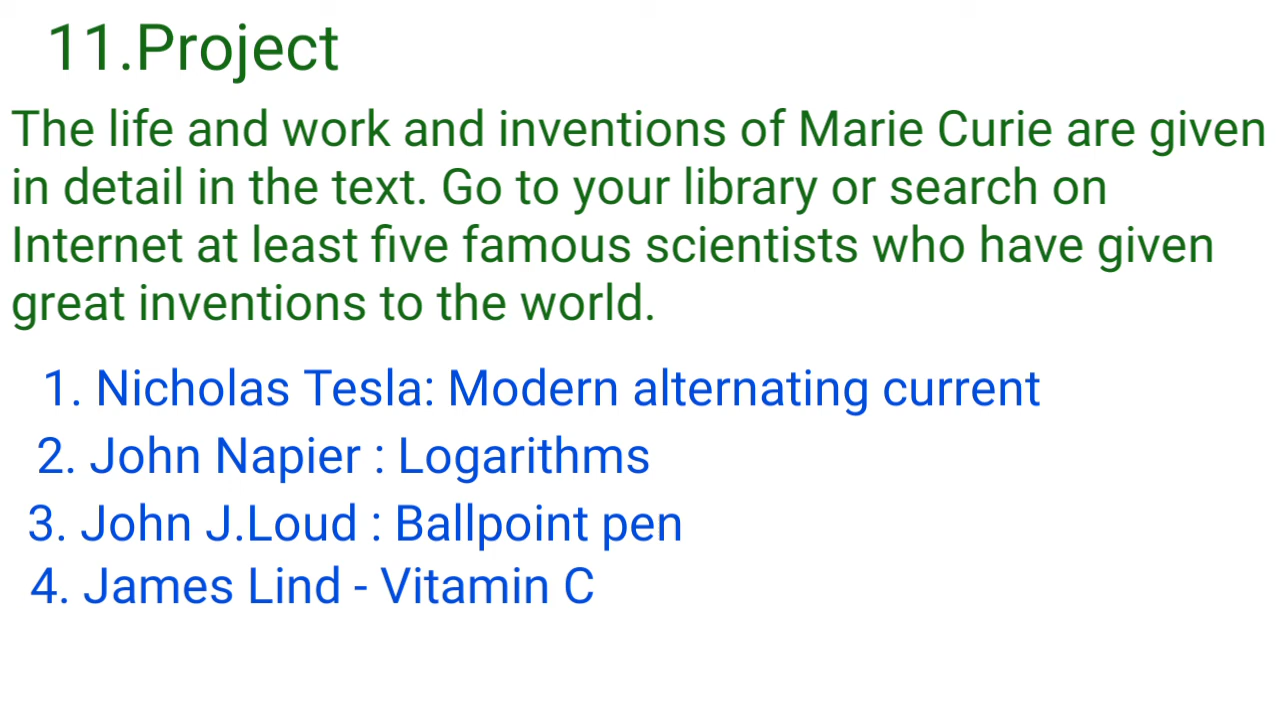 11.Project
The life and work and inventions of Marie Curie are given
in detail in the text. Go to your library or search on
Internet at least five famous scientists who have given
great inventions to the world.
1. Nicholas Tesla: Modern alternating current
2. John Napier : Logarithms
3. John J.Loud : Ballpoint pen
4. James Lind - Vitamin C